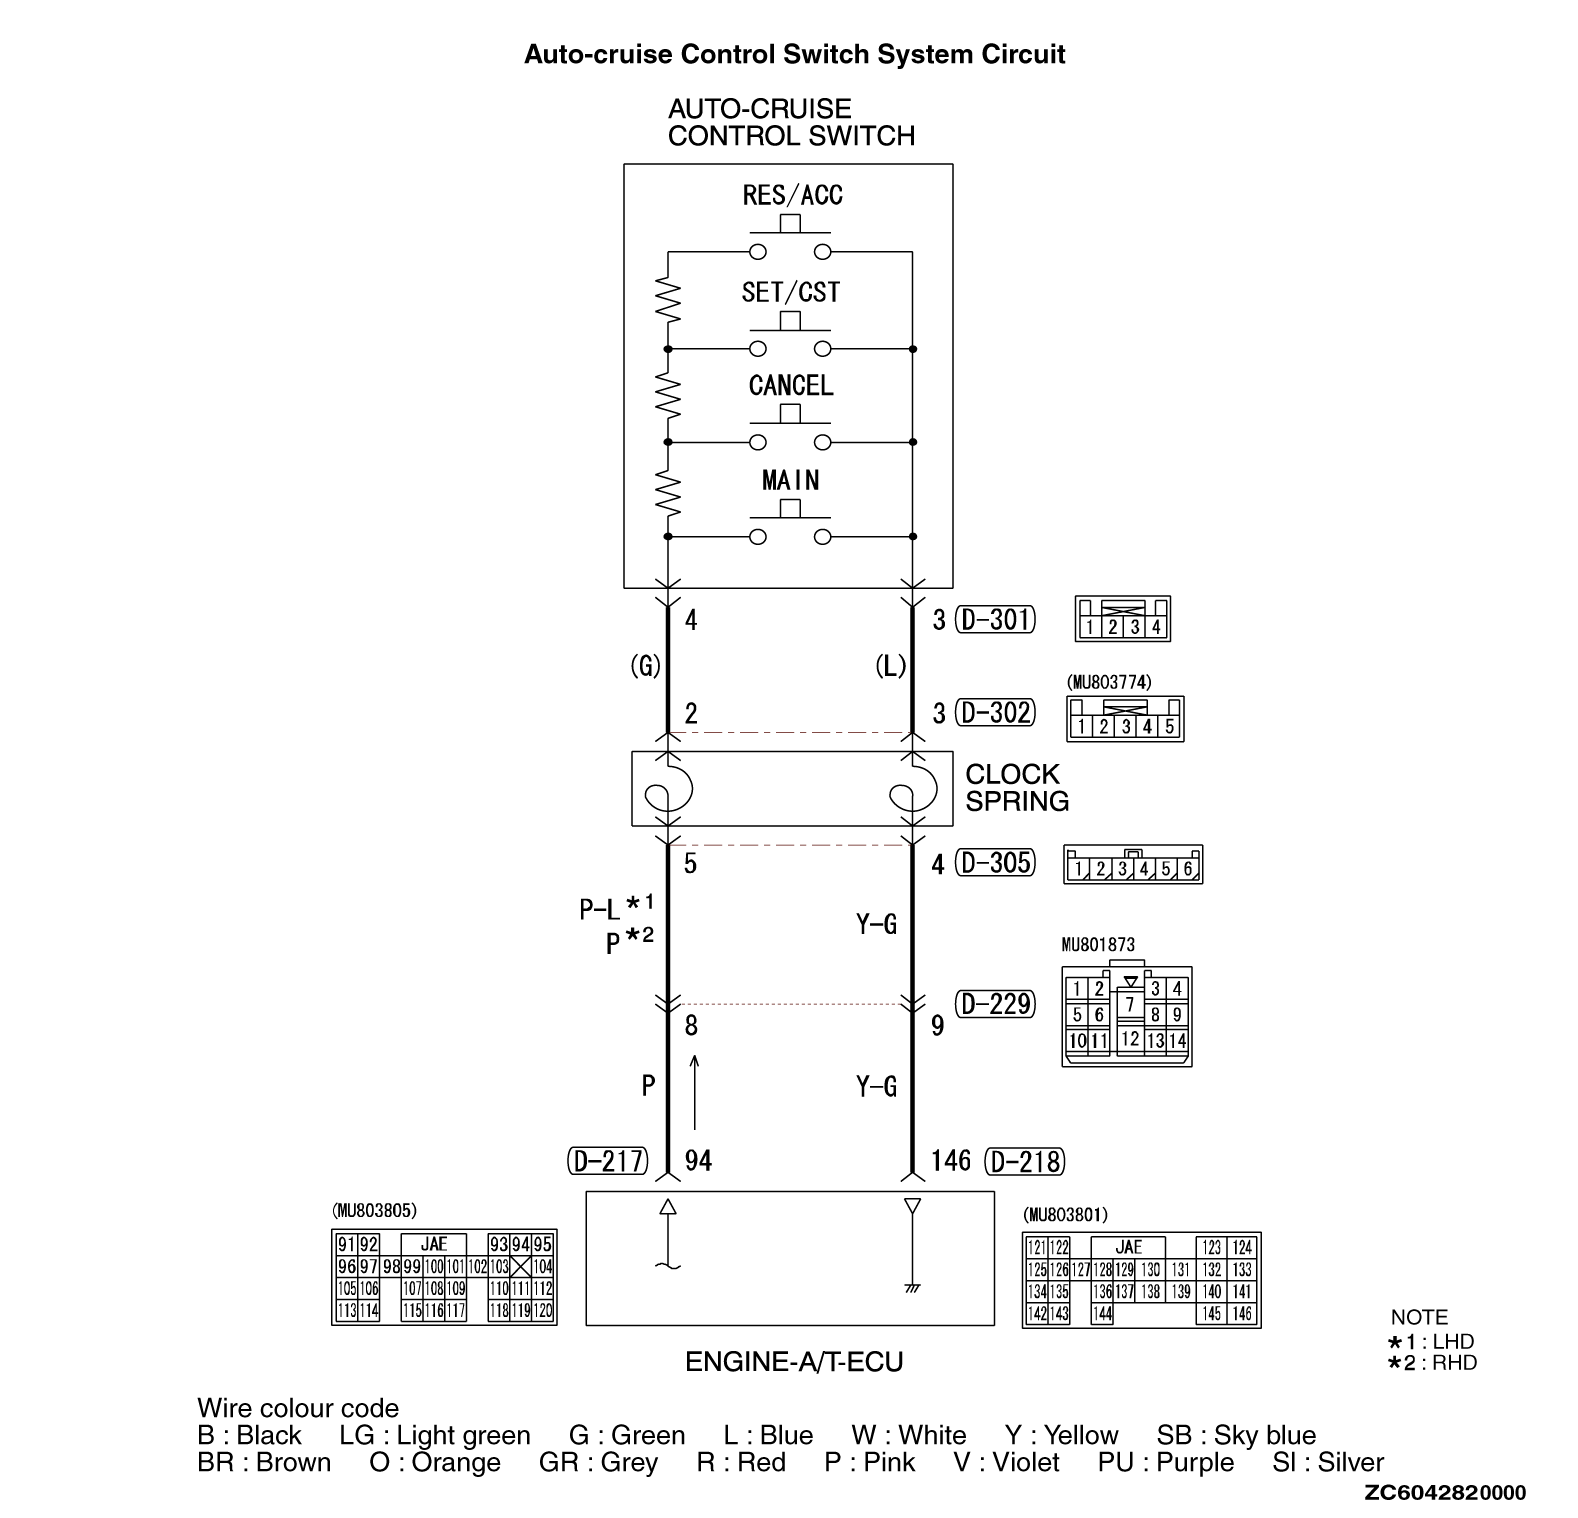 Auto-cruise Control Switch System Circuit
AUTO-CRUISE
CONTROL SWITCH
RES/ACC
SET/CST
CANCEL
MAIN
4
3 D-301
1 2 3 4
(G)
(L)
(MU803774)
2
3 D-302
1 2 3 4 5
CLOCK
SPRING
5
4 D-305
1 2 3 4 5 6
P-L *1
P *2
Y-G
MU801873
D-229
1 2 3 4
7
5 6 8 9
10 11 12 13 14
8
9
P
Y-G
D-217 94
146 D-218
(MU803805)
91 92 JAE 93 94 95
96 97 98 99 100 101 102 103 104
105 106 107 108 109 110 111 112
113 114 115 116 117 118 119 120
(MU803801)
121 122 JAE 123 124
125 126 127 128 129 130 131 132 133
134 135 136 137 138 139 140 141
142 143 144 145 146
ENGINE-A/T-ECU
NOTE
*1 : LHD
*2 : RHD
Wire colour code
B : Black LG : Light green G : Green L : Blue W : White Y : Yellow SB : Sky blue
BR : Brown O : Orange GR : Grey R : Red P : Pink V : Violet PU : Purple SI : Silver
ZC6042820000